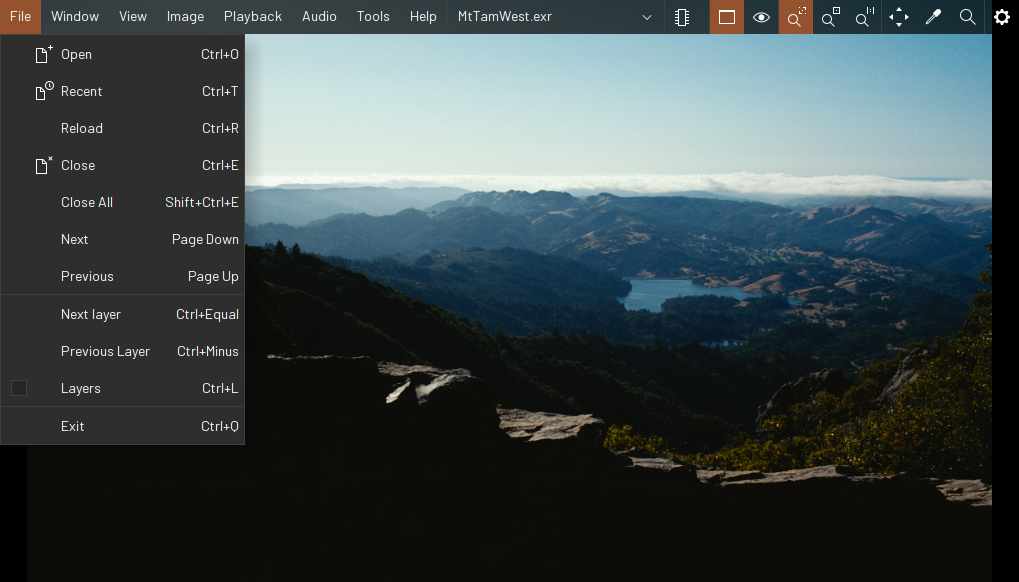 File Window View Image Playback Audio Tools Help MtTamWest.exr
Open Ctrl+O
Recent Ctrl+T
Reload Ctrl+R
Close Ctrl+E
Close All Shift+Ctrl+E
Next Page Down
Previous Page Up
Next layer Ctrl+Equal
Previous Layer Ctrl+Minus
Layers Ctrl+L
Exit Ctrl+Q